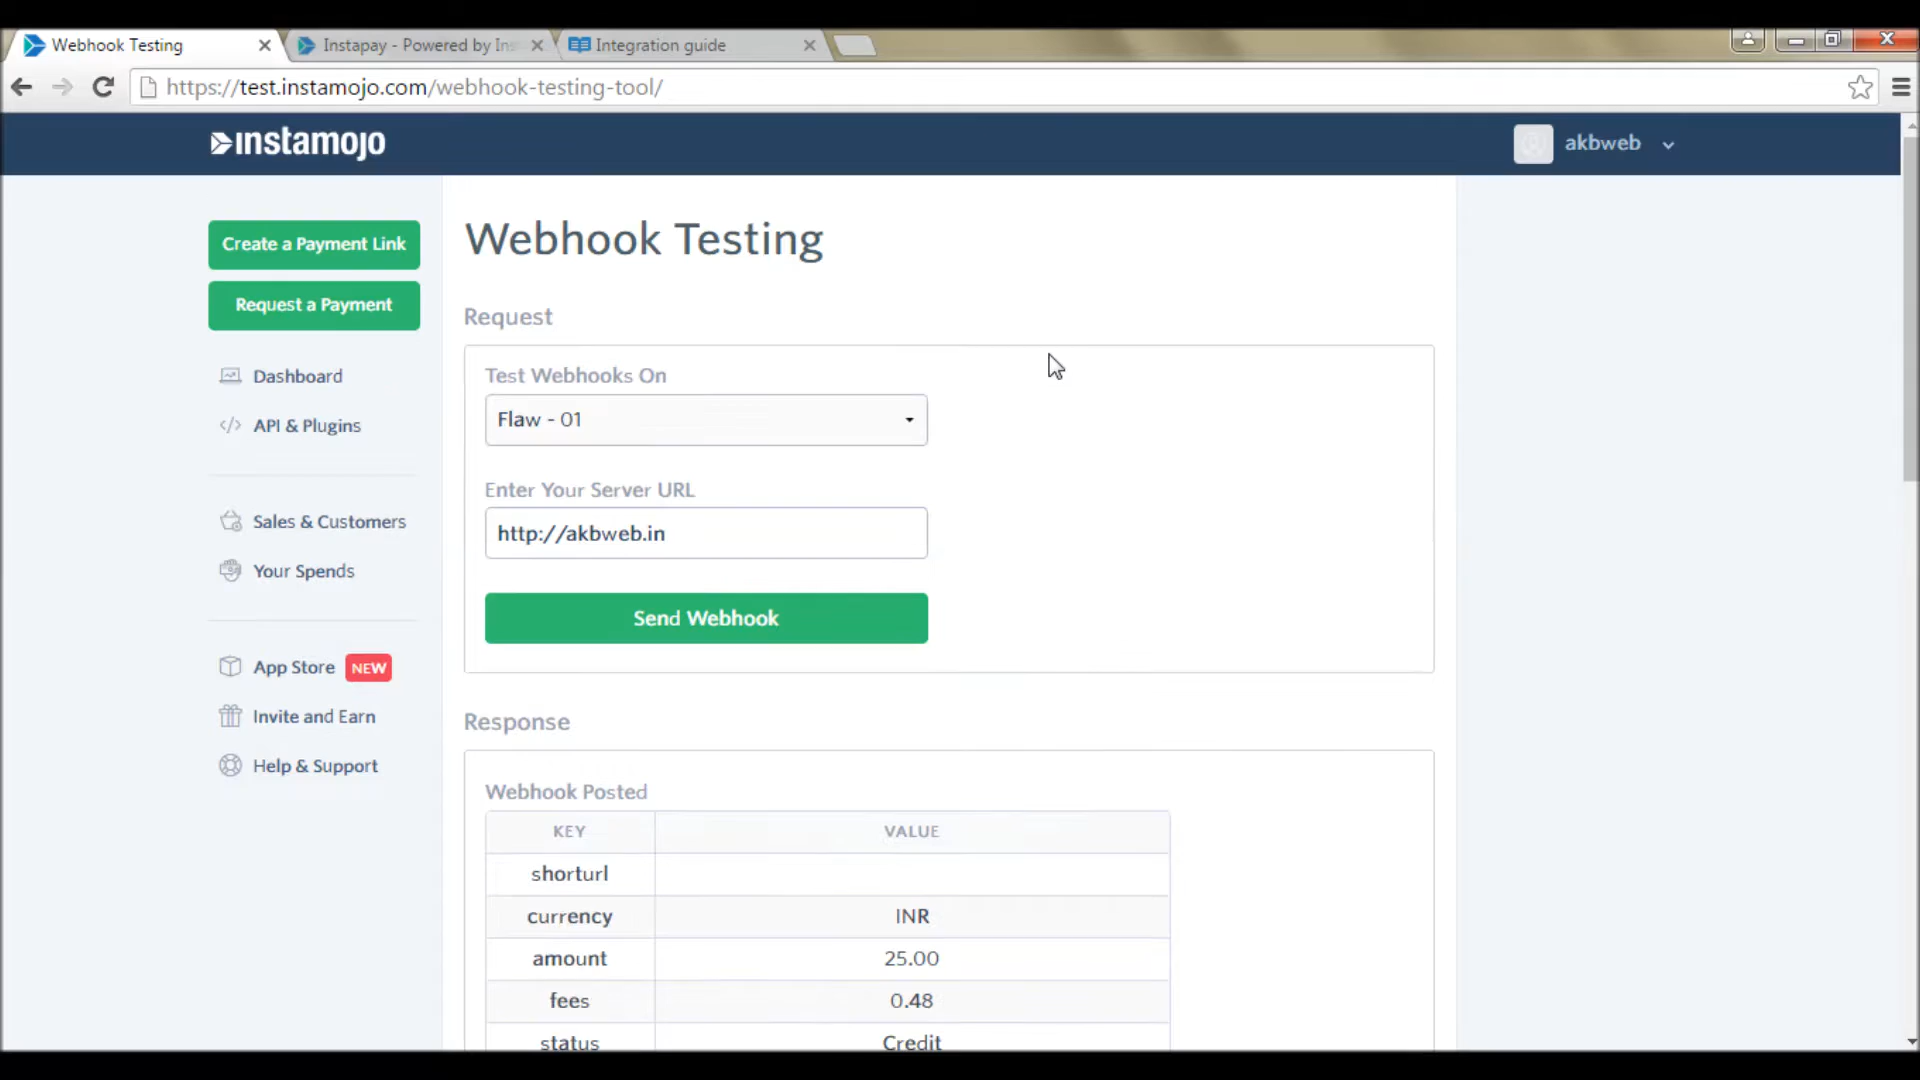 Webhook Testing
Instapay - Powered by Ins
Integration guide
https://test.instamojo.com/webhook-testing-tool/
instamojo
akbweb
Create a Payment Link
Request a Payment
Dashboard
API & Plugins
Sales & Customers
Your Spends
App Store NEW
Invite and Earn
Help & Support
Webhook Testing
Request
Test Webhooks On
Flaw - 01
Enter Your Server URL
http://akbweb.in
Send Webhook
Response
Webhook Posted
KEY VALUE
shorturl
currency INR
amount 25.00
fees 0.48
status Credit